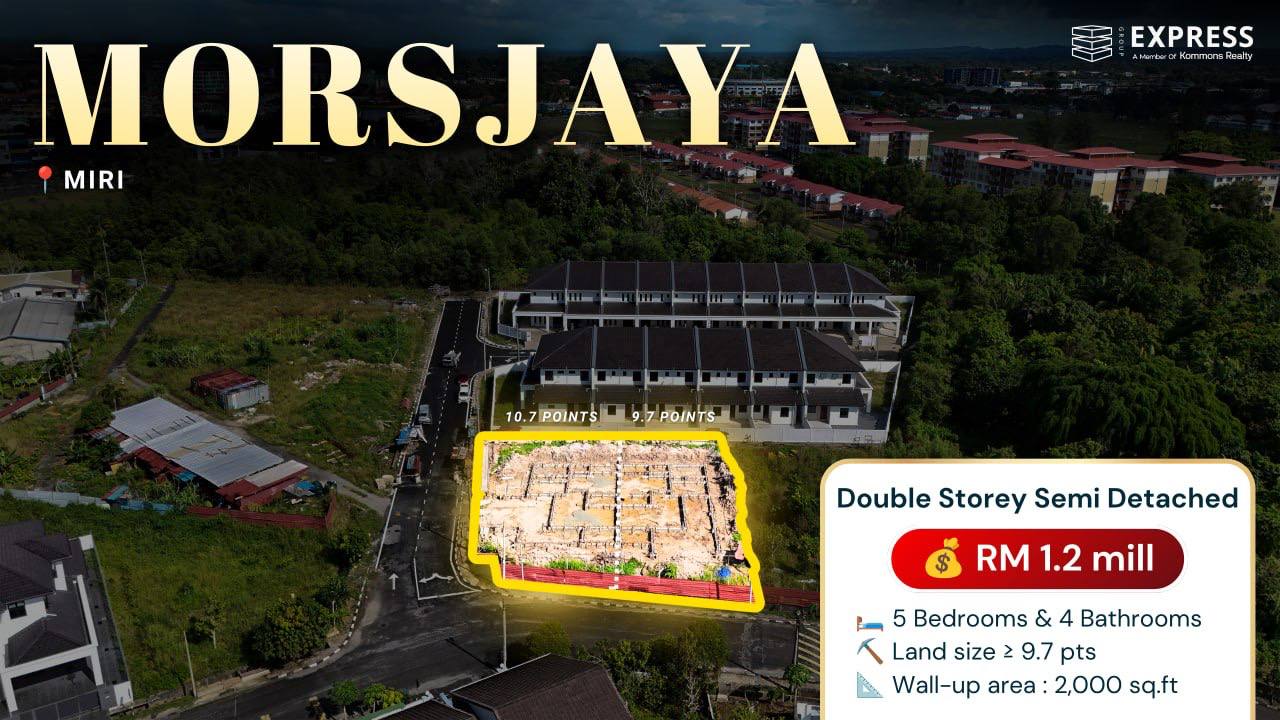 MORSJAYA
📍 MIRI
GROUP
EXPRESS
A Member Of Kommons Realty
10.7 POINTS
9.7 POINTS
Double Storey Semi Detached
💰 RM 1.2 mill
🛏️ 5 Bedrooms & 4 Bathrooms
⛏️ Land size ≥ 9.7 pts
📐 Wall-up area : 2,000 sq.ft